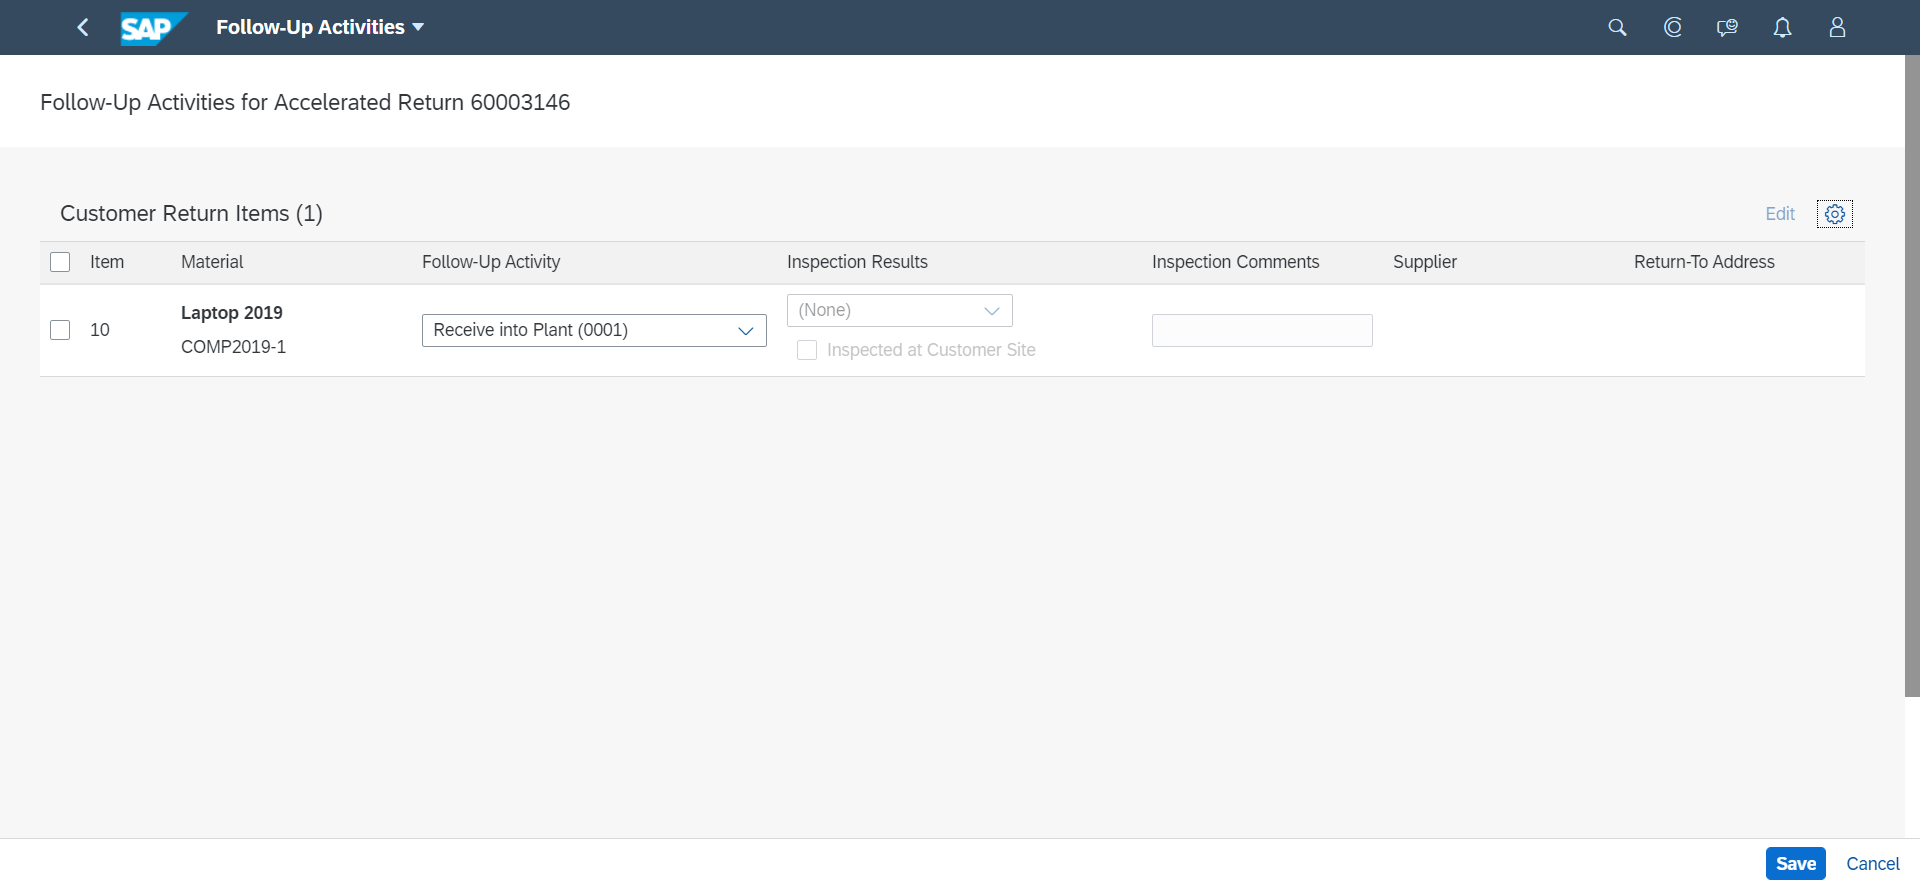 SAP Follow-Up Activities
Follow-Up Activities for Accelerated Return 60003146
Customer Return Items (1) Edit
Item Material Follow-Up Activity Inspection Results Inspection Comments Supplier Return-To Address
10 Laptop 2019 Receive into Plant (0001) (None)
COMP2019-1 Inspected at Customer Site
Save Cancel